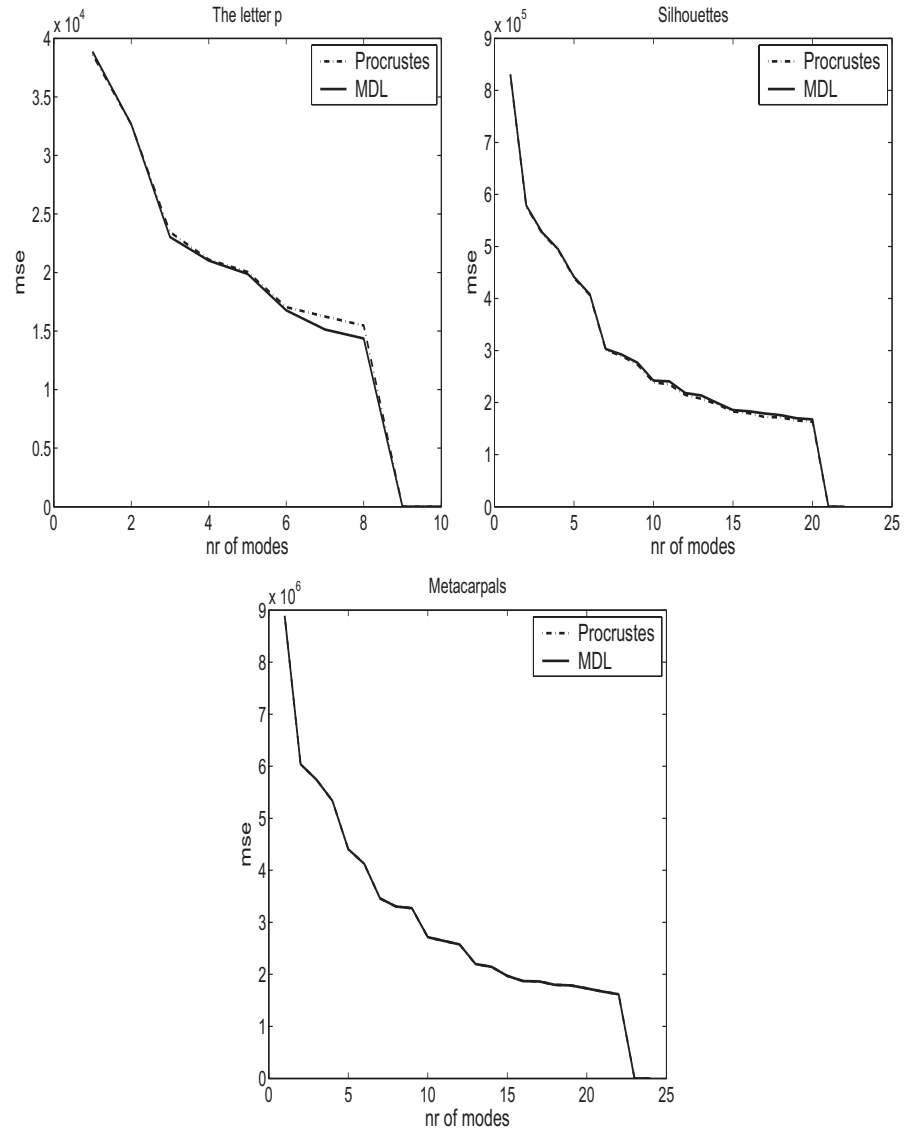 The letter p
x 10^4
4
3.5
3
2.5
2
1.5
1
0.5
0
mse
0 2 4 6 8 10
nr of modes
Procrustes
MDL
Silhouettes
x 10^5
9
8
7
6
5
4
3
2
1
0
mse
0 5 10 15 20 25
nr of modes
Procrustes
MDL
Metacarpals
x 10^6
9
8
7
6
5
4
3
2
1
0
mse
0 5 10 15 20 25
nr of modes
Procrustes
MDL